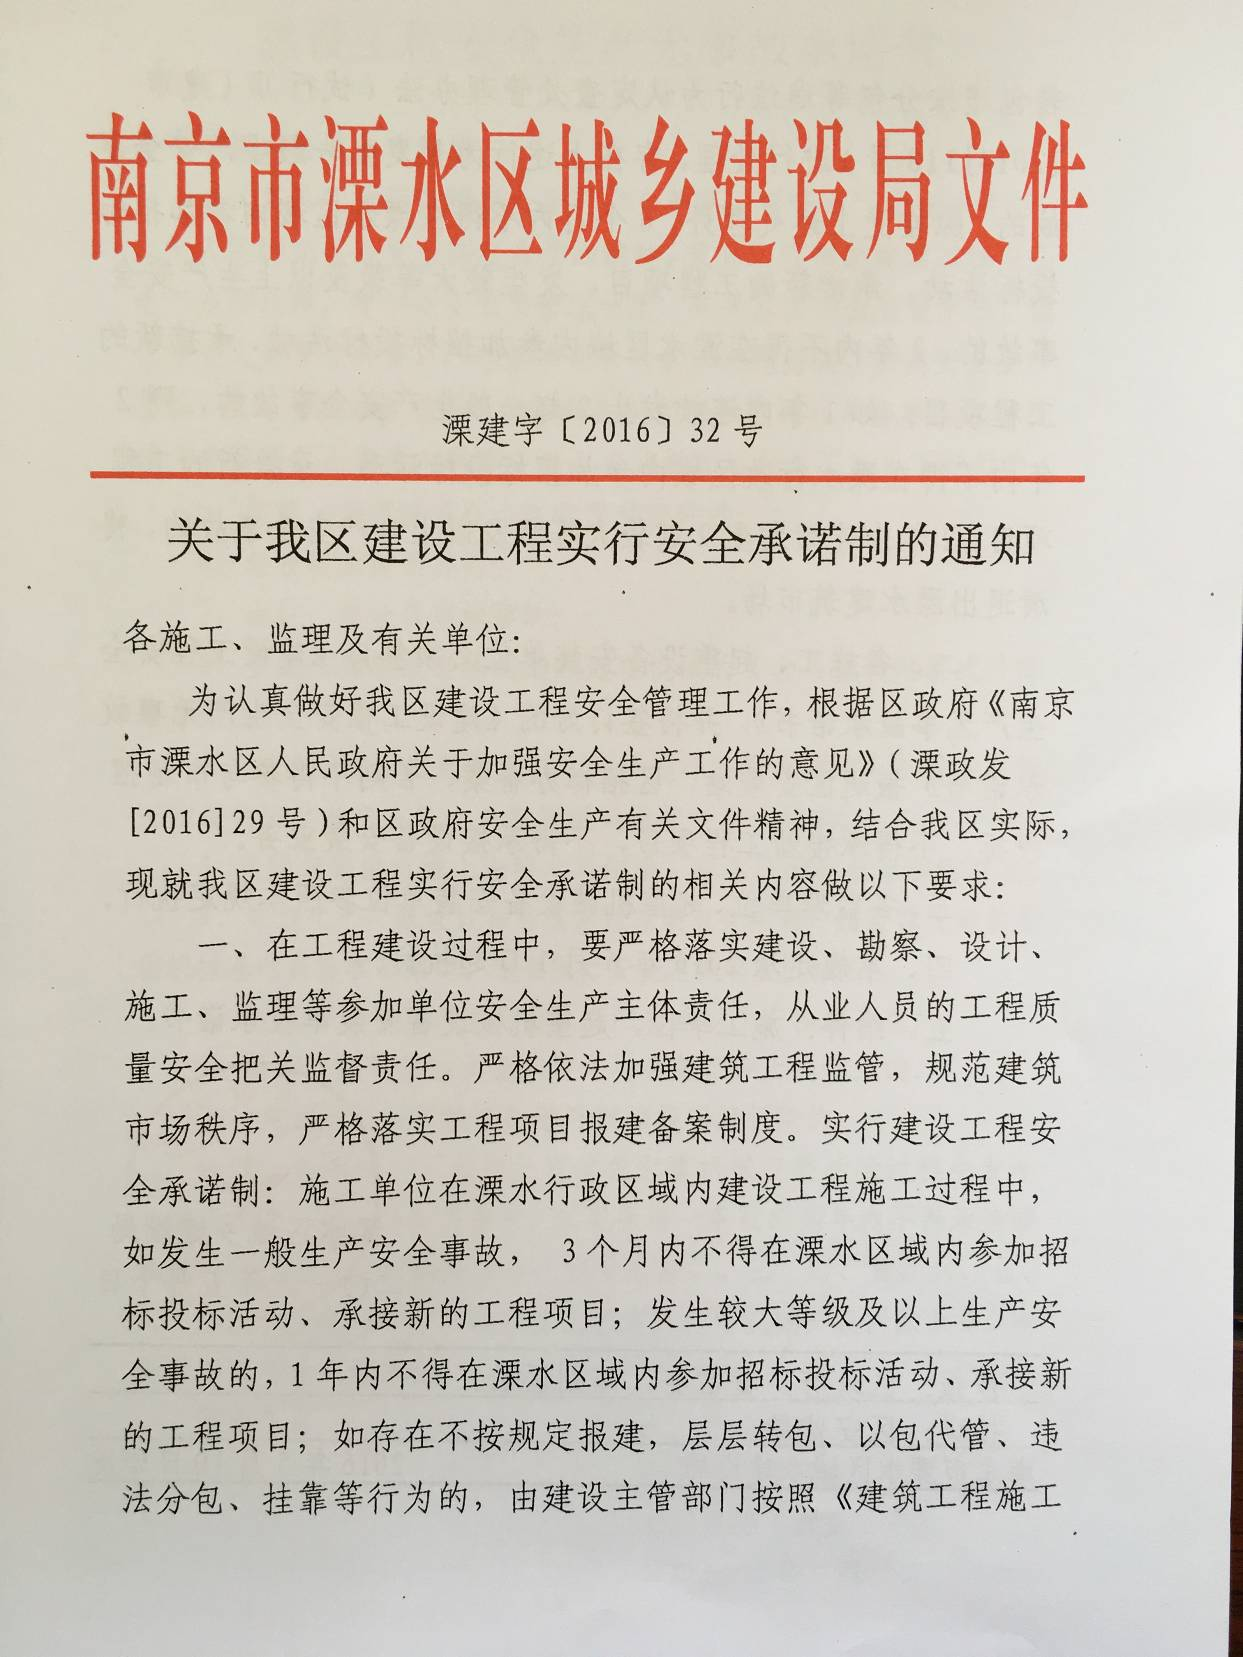 南京市溧水区城乡建设局文件
溧建字〔2016〕32号
关于我区建设工程实行安全承诺制的通知
各施工、监理及有关单位：
为认真做好我区建设工程安全管理工作，根据区政府《南京
市溧水区人民政府关于加强安全生产工作的意见》（溧政发
[2016]29号）和区政府安全生产有关文件精神，结合我区实际，
现就我区建设工程实行安全承诺制的相关内容做以下要求：
一、在工程建设过程中，要严格落实建设、勘察、设计、
施工、监理等参加单位安全生产主体责任，从业人员的工程质
量安全把关监督责任。严格依法加强建筑工程监管，规范建筑
市场秩序，严格落实工程项目报建备案制度。实行建设工程安
全承诺制：施工单位在溧水行政区域内建设工程施工过程中，
如发生一般生产安全事故， 3个月内不得在溧水区域内参加招
标投标活动、承接新的工程项目；发生较大等级及以上生产安
全事故的，1年内不得在溧水区域内参加招标投标活动、承接新
的工程项目；如存在不按规定报建，层层转包、以包代管、违
法分包、挂靠等行为的，由建设主管部门按照《建筑工程施工